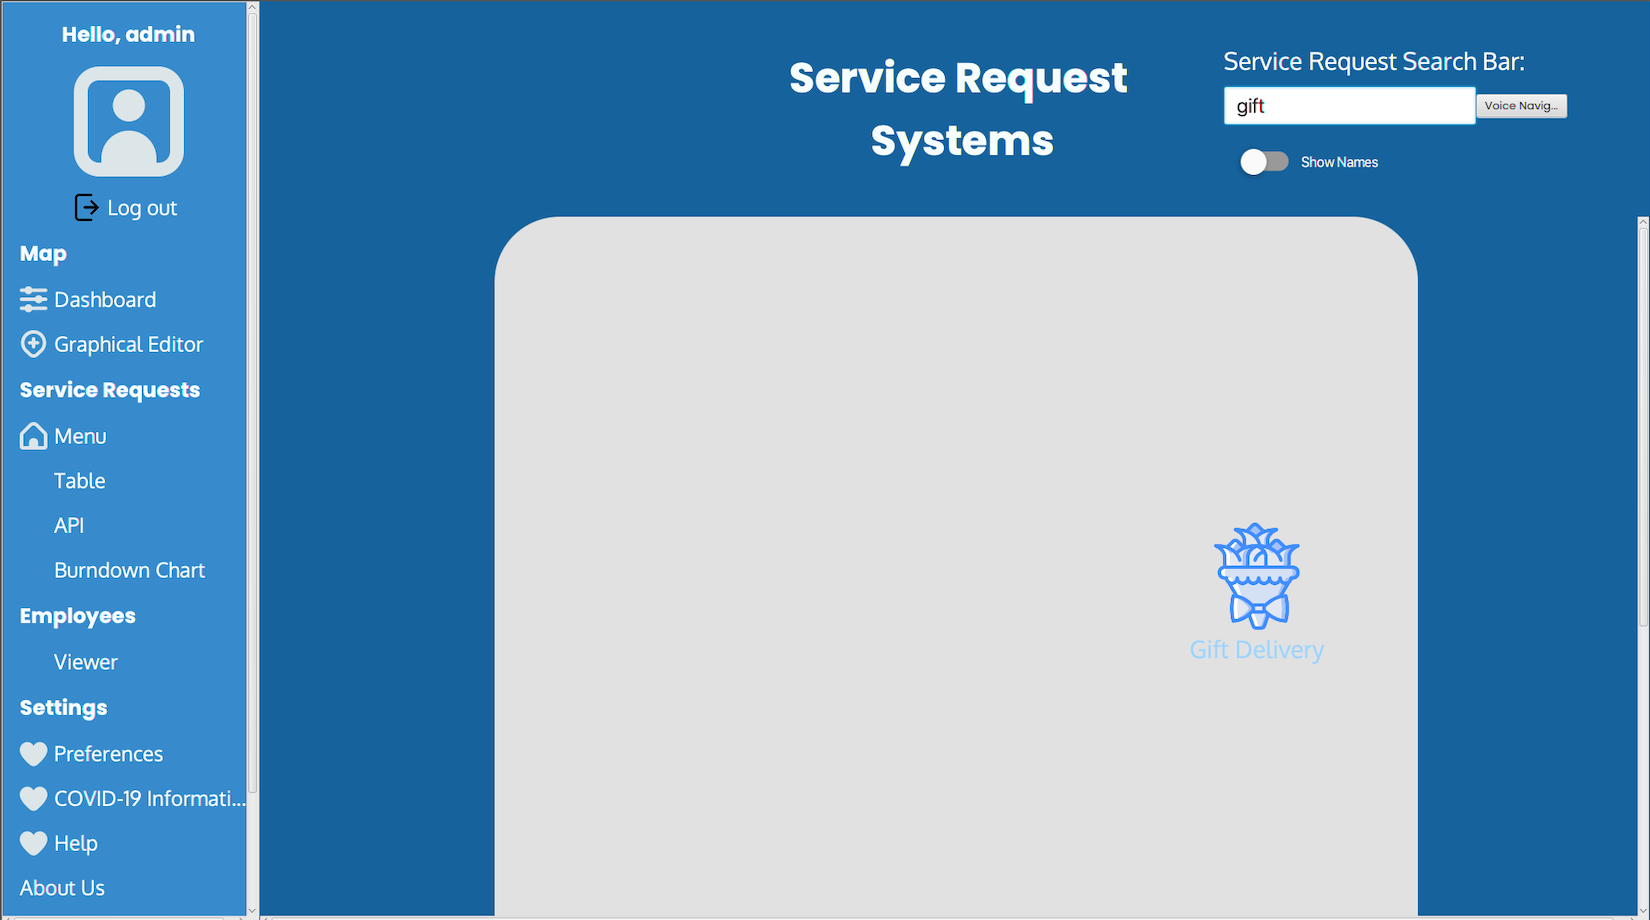 Hello, admin
Log out
Map
Dashboard
Graphical Editor
Service Requests
Menu
Table
API
Burndown Chart
Employees
Viewer
Settings
Preferences
COVID-19 Informati...
Help
About Us
Service Request
Systems
Service Request Search Bar:
gift
Voice Navig...
Show Names
Gift Delivery